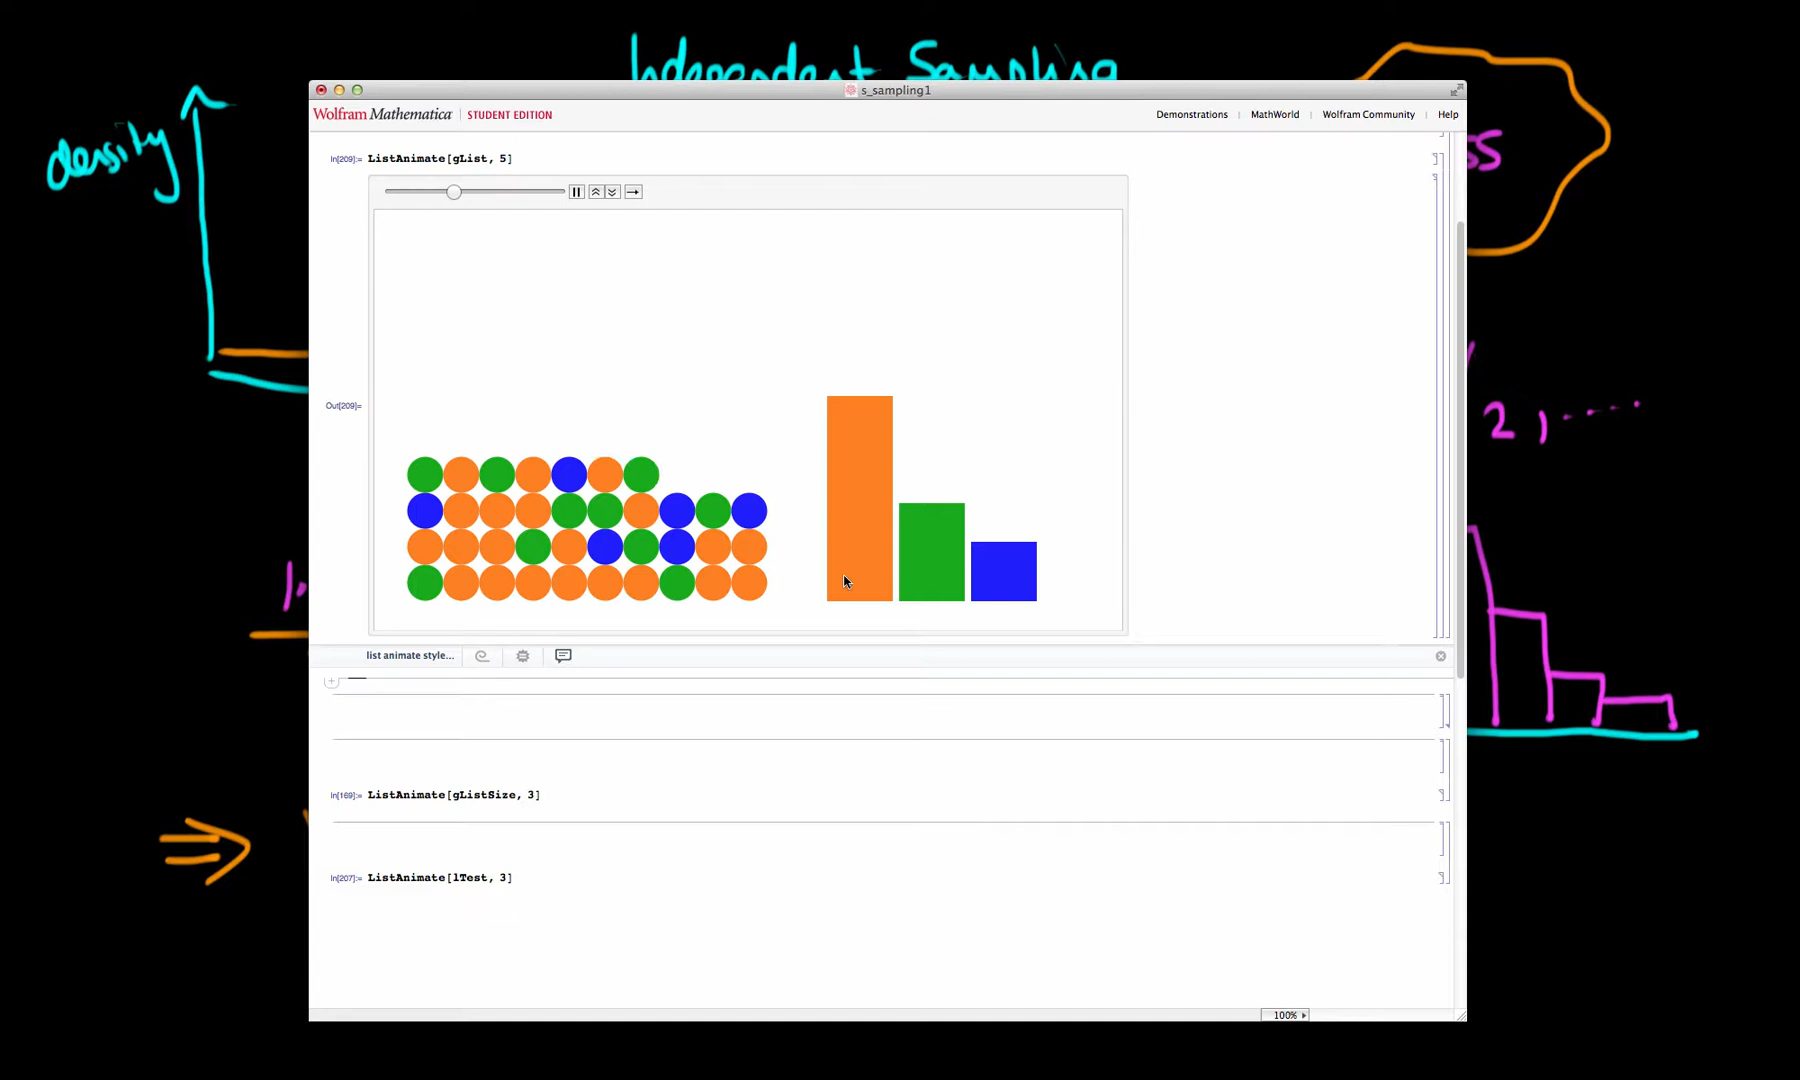 Independent Sampling
s_sampling1
Wolfram Mathematica | STUDENT EDITION
Demonstrations | MathWorld | Wolfram Community | Help
density
In[209]:= ListAnimate[gList, 5]
Out[209]=
2, .....
list animate style...
In[169]:= ListAnimate[gListSize, 3]
In[207]:= ListAnimate[lTest, 3]
100%